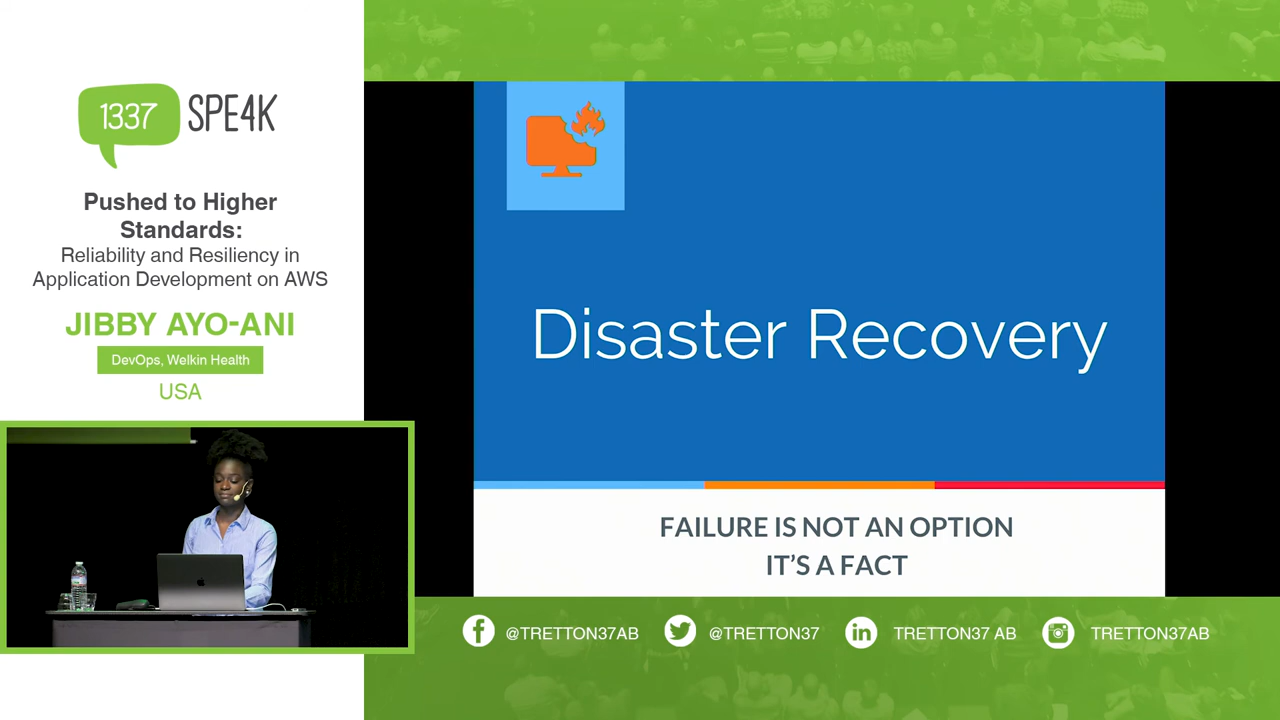 1337
SPE4K
Pushed to Higher
Standards:
Reliability and Resiliency in
Application Development on AWS
JIBBY AYO-ANI
DevOps, Welkin Health
USA
Disaster Recovery
FAILURE IS NOT AN OPTION
IT'S A FACT
@TRETTON37AB
@TRETTON37
in
TRETTON37 AB
TRETTON37AB